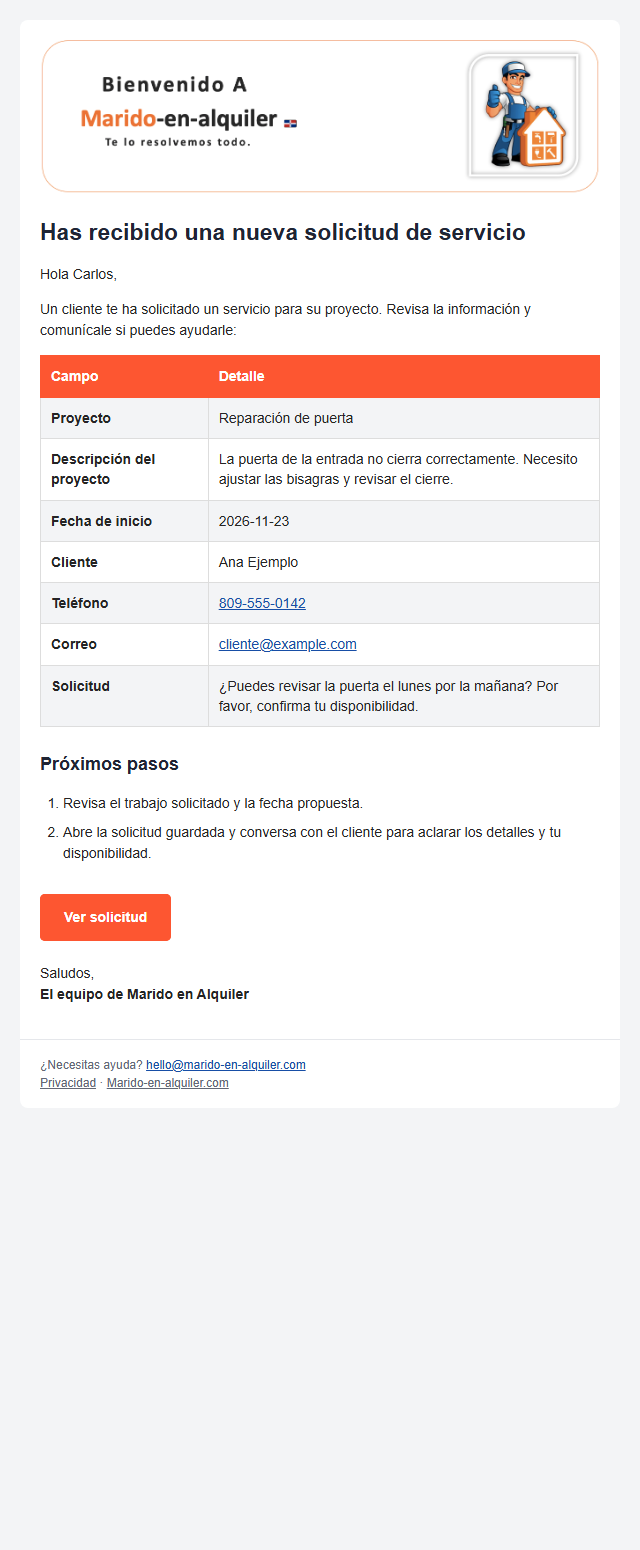 Bienvenido A
Marido-en-alquiler
Te lo resolvemos todo.
Has recibido una nueva solicitud de servicio
Hola Carlos,
Un cliente te ha solicitado un servicio para su proyecto. Revisa la información y
comunícale si puedes ayudarle:
Campo Detalle
Proyecto Reparación de puerta
Descripción del proyecto La puerta de la entrada no cierra correctamente. Necesito
ajustar las bisagras y revisar el cierre.
Fecha de inicio 2026-11-23
Cliente Ana Ejemplo
Teléfono 809-555-0142
Correo cliente@example.com
Solicitud ¿Puedes revisar la puerta el lunes por la mañana? Por
favor, confirma tu disponibilidad.
Próximos pasos
1. Revisa el trabajo solicitado y la fecha propuesta.
2. Abre la solicitud guardada y conversa con el cliente para aclarar los detalles y tu
disponibilidad.
Ver solicitud
Saludos,
El equipo de Marido en Alquiler
¿Necesitas ayuda? hello@marido-en-alquiler.com
Privacidad · Marido-en-alquiler.com